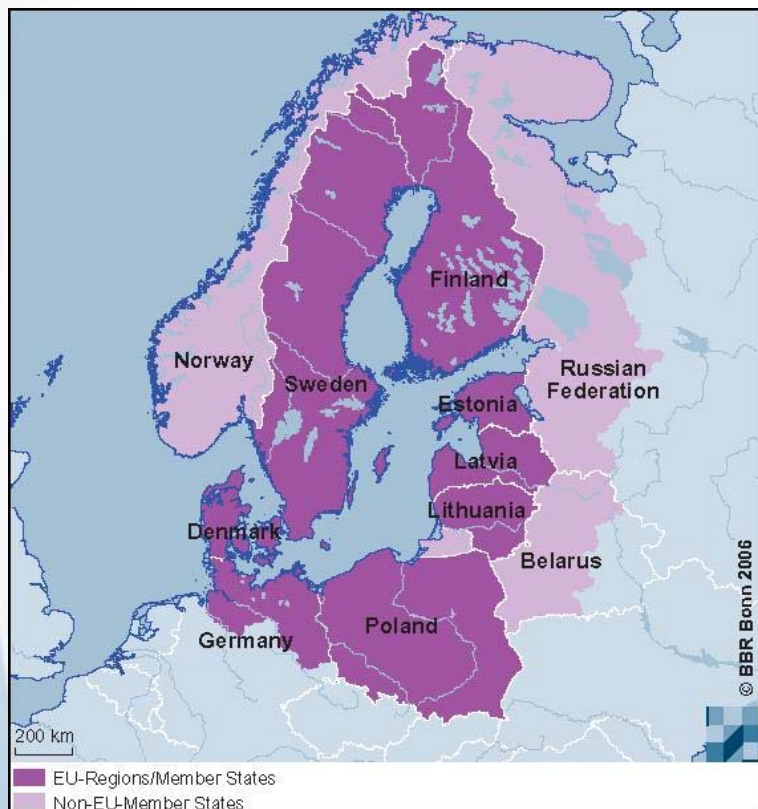 Finland
Norway
Sweden
Russian
Federation
Estonia
Latvia
Lithuania
Denmark
Belarus
Germany
Poland
© BBR Bonn 2006
200 km
EU-Regions/Member States
Non-EU-Member States